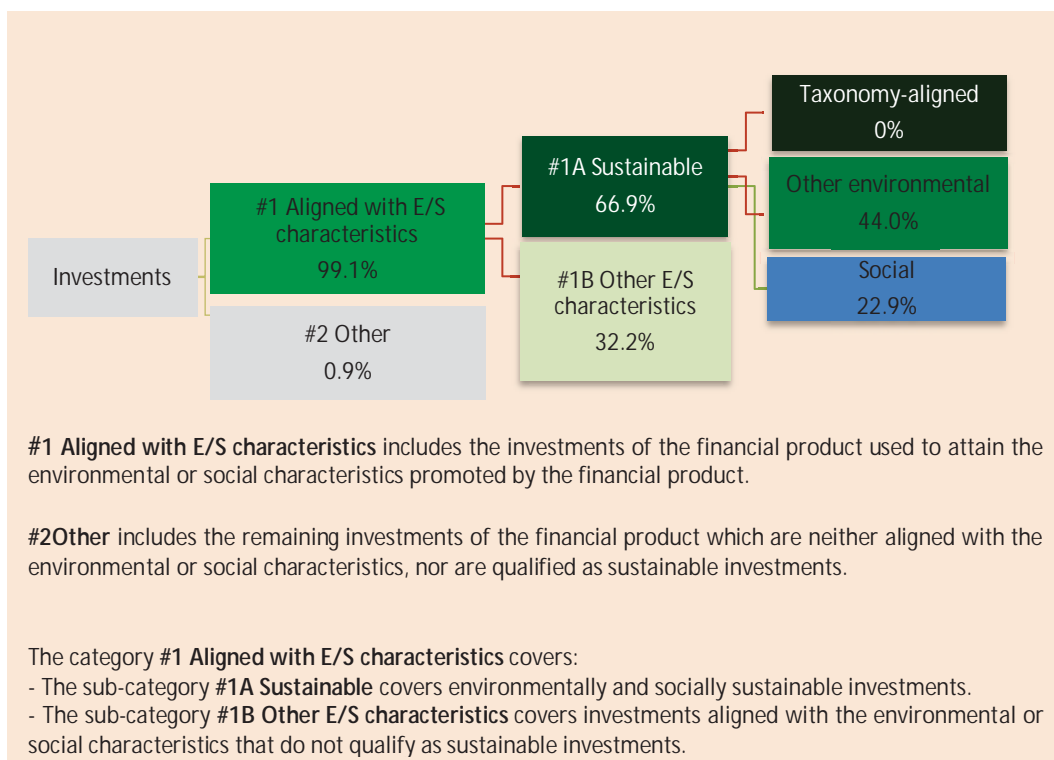 Investments
#1 Aligned with E/S
characteristics
99.1%
#2 Other
0.9%
#1A Sustainable
66.9%
#1B Other E/S
characteristics
32.2%
Taxonomy-aligned
0%
Other environmental
44.0%
Social
22.9%
#1 Aligned with E/S characteristics includes the investments of the financial product used to attain the
environmental or social characteristics promoted by the financial product.
#2Other includes the remaining investments of the financial product which are neither aligned with the
environmental or social characteristics, nor are qualified as sustainable investments.
The category #1 Aligned with E/S characteristics covers:
- The sub-category #1A Sustainable covers environmentally and socially sustainable investments.
- The sub-category #1B Other E/S characteristics covers investments aligned with the environmental or
social characteristics that do not qualify as sustainable investments.